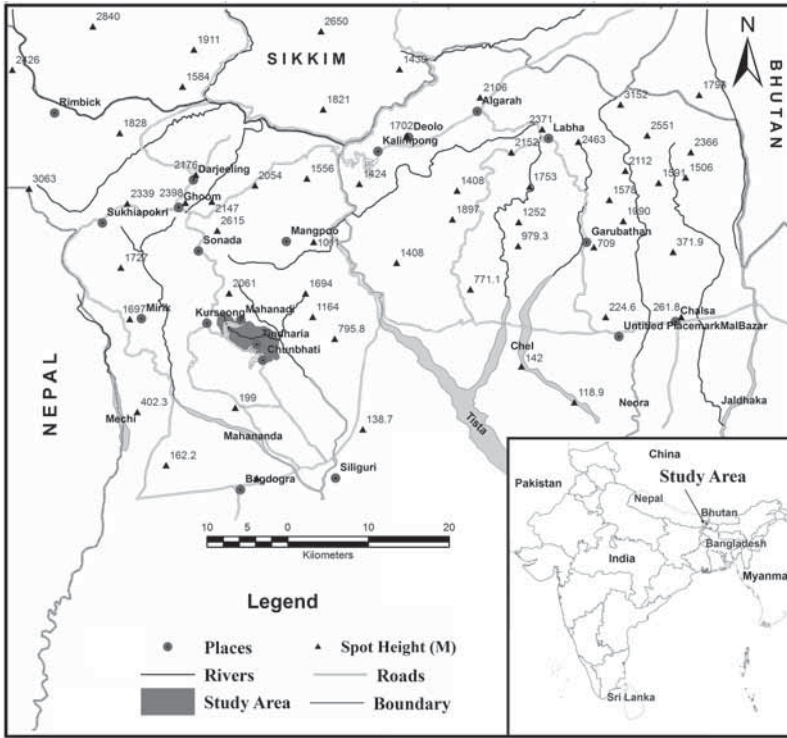 2840
2650
1911
N
2426
SIKKIM
1439
1584
2106
1821
Rimbick
Algarah
3152
BHUTAN
1828
1702
Deolo
2371
Labha
2551
2463
Kalimpong
2152
2366
2176
Darjeeling
2054
1556
1424
2112
1591
1506
3063
2339
2398
Ghoom
1408
1753
1578
2147
Sukhiapokri
2615
1897
1252
1690
Sonada
Mangpoo
979.3
Garubathan
709
371.9
1727
1408
771.1
2061
1694
Mahanadi
1697
Mirik
Kurseong
1164
224.6
261.8
Chalsa
Tindharia
795.8
Untitled Placemark
MalBazar
Chunbhati
Chel
142
NEPAL
402.3
199
118.9
Mechi
Neora
Jaldhaka
138.7
Tista
Mahananda
162.2
Bagdogra
Siliguri
10 5 0 10 20
Kilometers
Legend
Places
Spot Height (M)
Rivers
Roads
Study Area
Boundary
China
Study Area
Pakistan
Nepal
Bhutan
Bangladesh
India
Myanmar
Sri Lanka